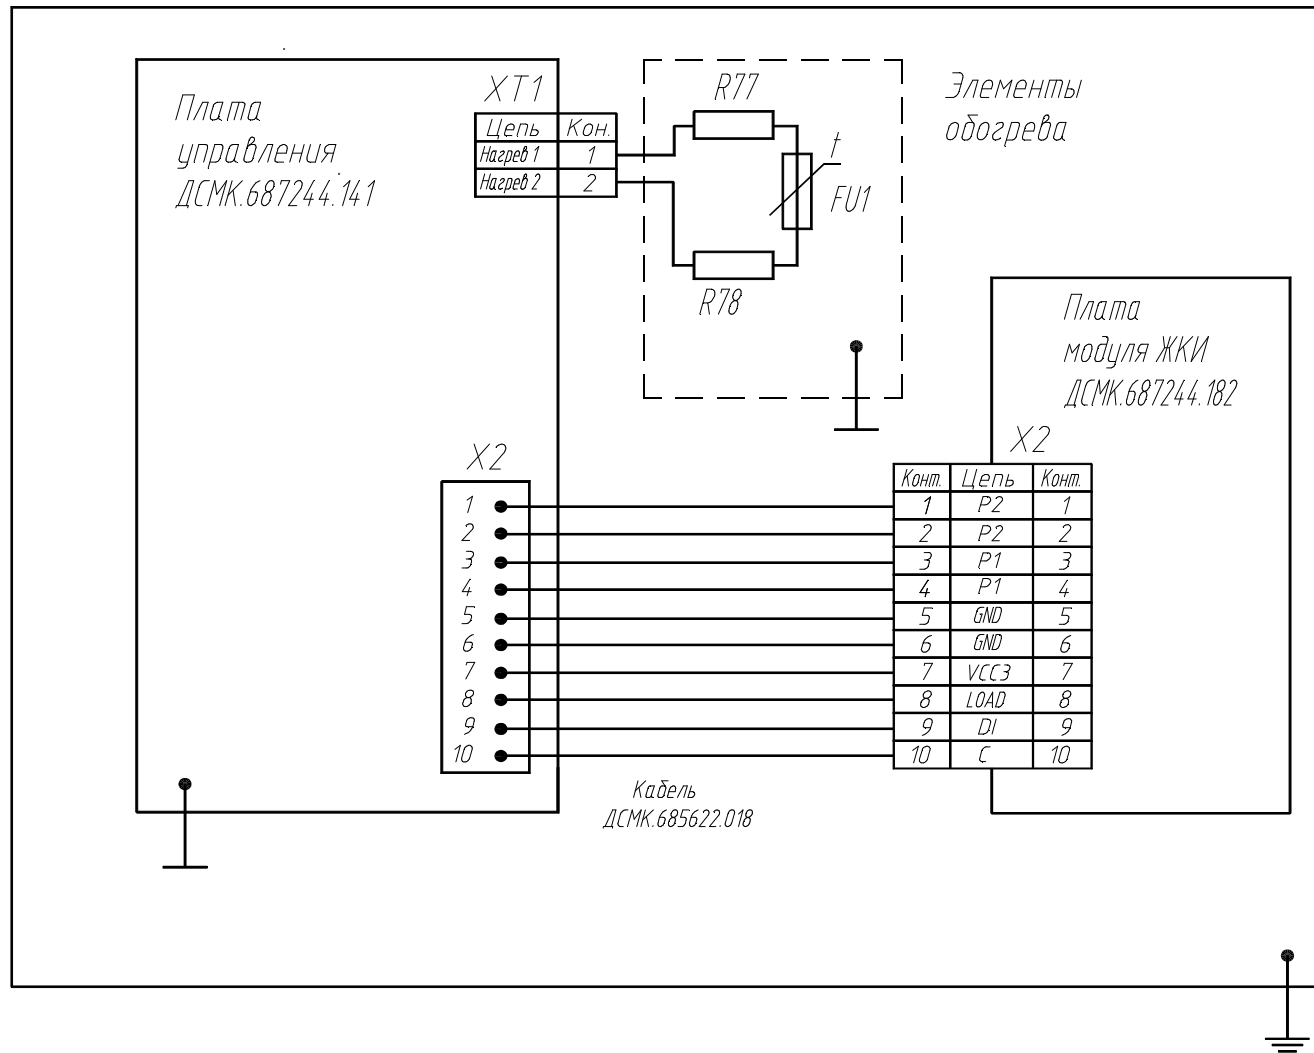 Плата
управления
ДСМК.687244.141
XT1
Цепь Кон.
Нагрев 1 1
Нагрев 2 2
R77
t
FU1
R78
Элементы
обогрева
Плата
модуля ЖКИ
ДСМК.687244.182
X2
1
2
3
4
5
6
7
8
9
10
X2
Конт. Цепь Конт.
1 P2 1
2 P2 2
3 P1 3
4 P1 4
5 GND 5
6 GND 6
7 VCC3 7
8 LOAD 8
9 DI 9
10 C 10
Кабель
ДСМК.685622.018